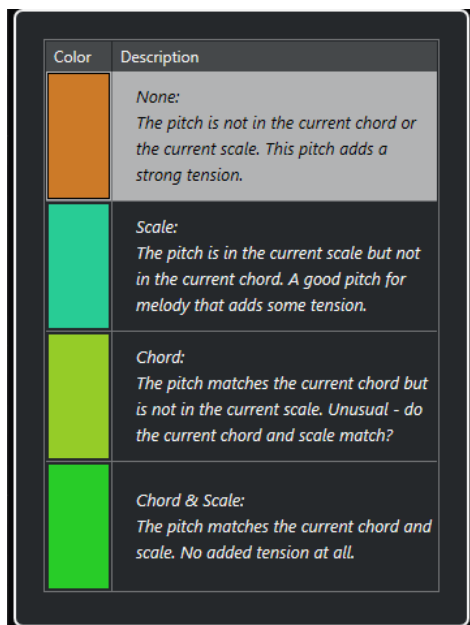 Color Description
None:
The pitch is not in the current chord or
the current scale. This pitch adds a
strong tension.
Scale:
The pitch is in the current scale but not
in the current chord. A good pitch for
melody that adds some tension.
Chord:
The pitch matches the current chord but
is not in the current scale. Unusual - do
the current chord and scale match?
Chord & Scale:
The pitch matches the current chord and
scale. No added tension at all.